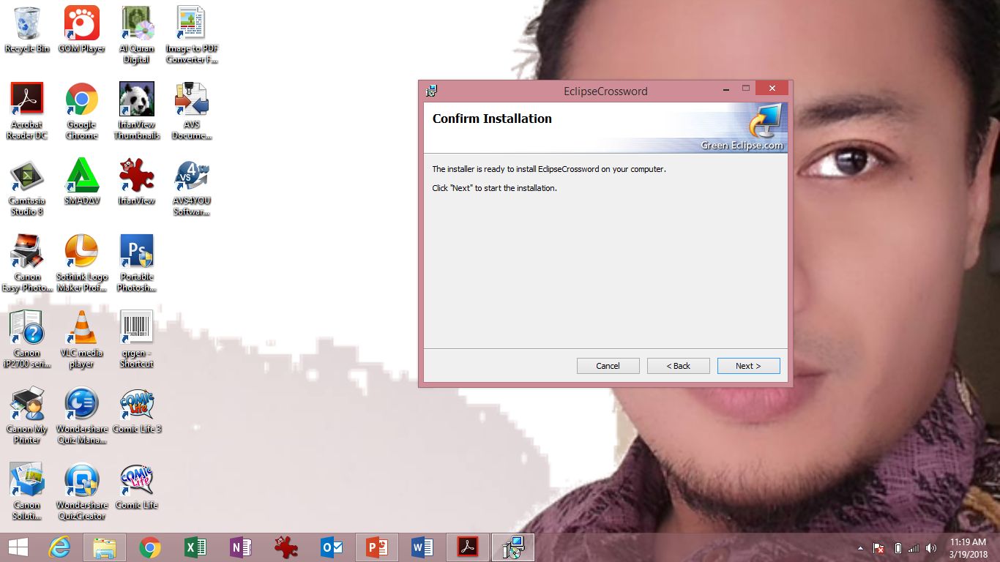 Recycle Bin
GOM Player
Al Quran
Digital
Image to PDF
Converter F...
Acrobat
Reader DC
Google
Chrome
IrfanView
Thumbnails
AVS
Docume...
Camtasia
Studio 8
SMADΔV
IrfanView
AVS4YOU
Softwar...
Canon
Easy-Photo...
Sothink Logo
Maker Prof...
Portable
Photosh...
Canon
iP2700 seri...
VLC media
player
qrgen -
Shortcut
Canon My
Printer
Wondershare
Quiz Mana...
Comic Life 3
Canon
Soluti...
Wondershare
QuizCreator
Comic Life
EclipseCrossword
Confirm Installation
Green Eclipse.com
The installer is ready to install EclipseCrossword on your computer.
Click "Next" to start the installation.
Cancel
< Back
Next >
11:19 AM
3/19/2018